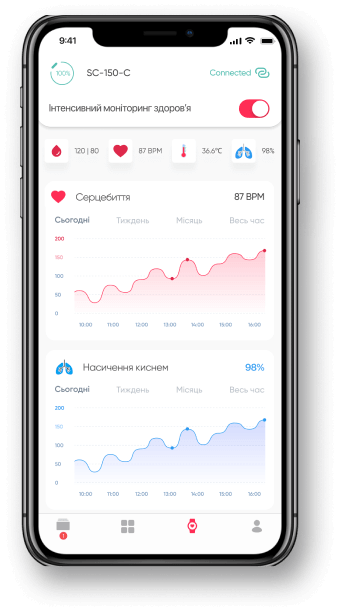 9:41
100% SC-150-C Connected
Інтенсивний моніторинг здоров'я
120 | 80 87 BPM 36.6°C 98%
Серцебиття 87 BPM
Сьогодні Тиждень Місяць Весь час
200
150
100
50
0
10:00 11:00 12:00 13:00 14:00 15:00 16:00
Насичення киснем 98%
Сьогодні Тиждень Місяць Весь час
200
150
100
50
0
10:00 11:00 12:00 13:00 14:00 15:00 16:00